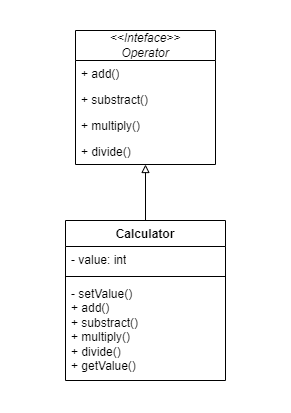 <<Inteface>>
Operator
+ add()
+ substract()
+ multiply()
+ divide()
Calculator
- value: int
- setValue()
+ add()
+ substract()
+ multiply()
+ divide()
+ getValue()